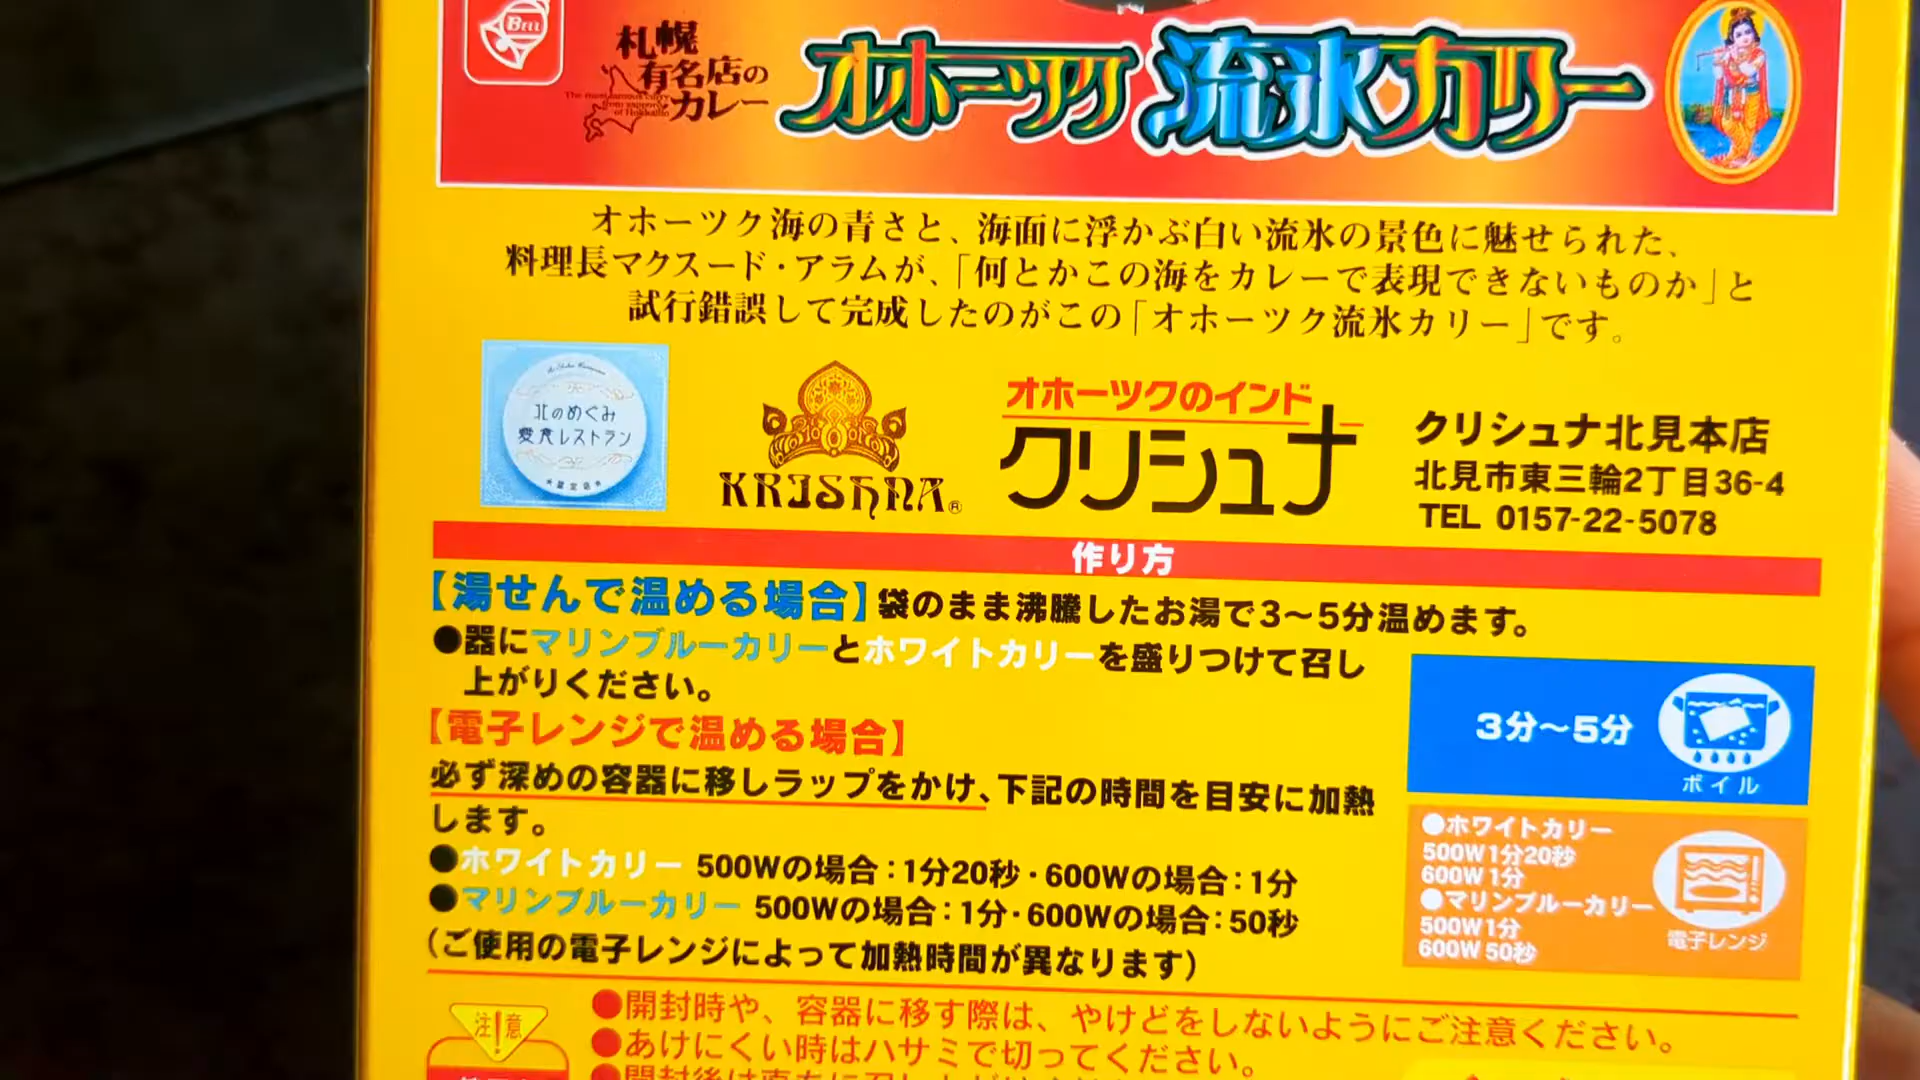 BELL
札幌
有名店の
カレー
The most famous curry
from sapporo
of Hokkaido
オホーツク 流氷カリー
オホーツク海の青さと、海面に浮かぶ白い流氷の景色に魅せられた、
料理長マクスード・アラムが、「何とかこの海をカレーで表現できないものか」と
試行錯誤して完成したのがこの「オホーツク流氷カリー」です。
北のめぐみ
愛食レストラン
KRISHNA®
オホーツクのインド
クリシュナ
クリシュナ北見本店
北見市東三輪2丁目36-4
TEL 0157-22-5078
作り方
【湯せんで温める場合】袋のまま沸騰したお湯で3〜5分温めます。
●器にマリンブルーカリーとホワイトカリーを盛りつけて召し
上がりください。
【電子レンジで温める場合】
必ず深めの容器に移しラップをかけ、下記の時間を目安に加熱
します。
●ホワイトカリー 500Wの場合：1分20秒・600Wの場合：1分
●マリンブルーカリー 500Wの場合：1分・600Wの場合：50秒
（ご使用の電子レンジによって加熱時間が異なります）
3分〜5分
ボイル
●ホワイトカリー
500W 1分20秒
600W 1分
●マリンブルーカリー
500W 1分
600W 50秒
電子レンジ
注!意
●開封時や、容器に移す際は、やけどをしないようにご注意ください。
●あけにくい時はハサミで切ってください。